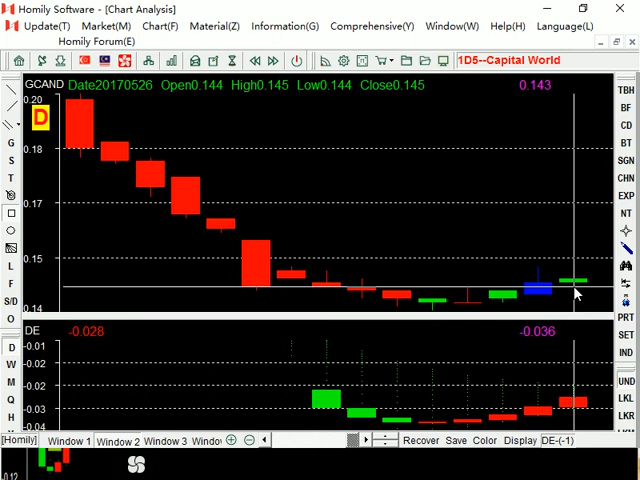 Homily Software - [Chart Analysis]
Update(T) Market(M) Chart(F) Material(Z) Information(G) Comprehensive(Y) Window(W) Help(H) Language(L)
Homily Forum(E)
1D5--Capital World
GCAND Date20170526 Open0.144 High0.145 Low0.144 Close0.145 0.143
D
0.20
0.18
0.17
0.15
0.14
DE -0.028 -0.036
-0.01
-0.02
-0.02
-0.03
-0.04
G
S
T
L
F
S/D
O
D
W
M
Q
H
TBH
BF
CD
BT
SGN
CHN
EXP
NT
PRT
SET
IND
UND
LKL
LKR
[Homily] Window 1 Window 2 Window 3 Windo Recover Save Color Display DE-(-1)
-0.12